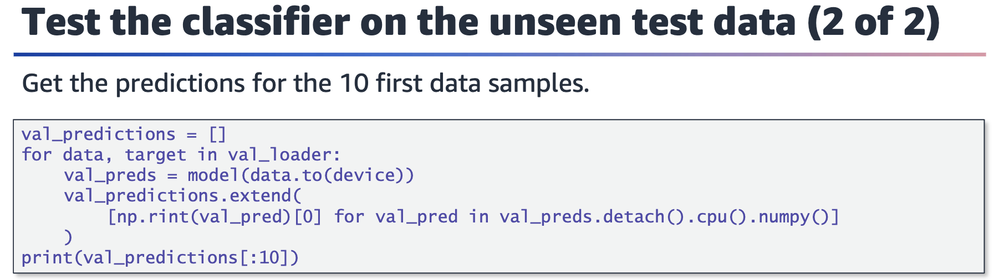 Test the classifier on the unseen test data (2 of 2)
Get the predictions for the 10 first data samples.
val_predictions = []
for data, target in val_loader:
    val_preds = model(data.to(device))
    val_predictions.extend(
        [np.rint(val_pred)[0] for val_pred in val_preds.detach().cpu().numpy()]
    )
print(val_predictions[:10])